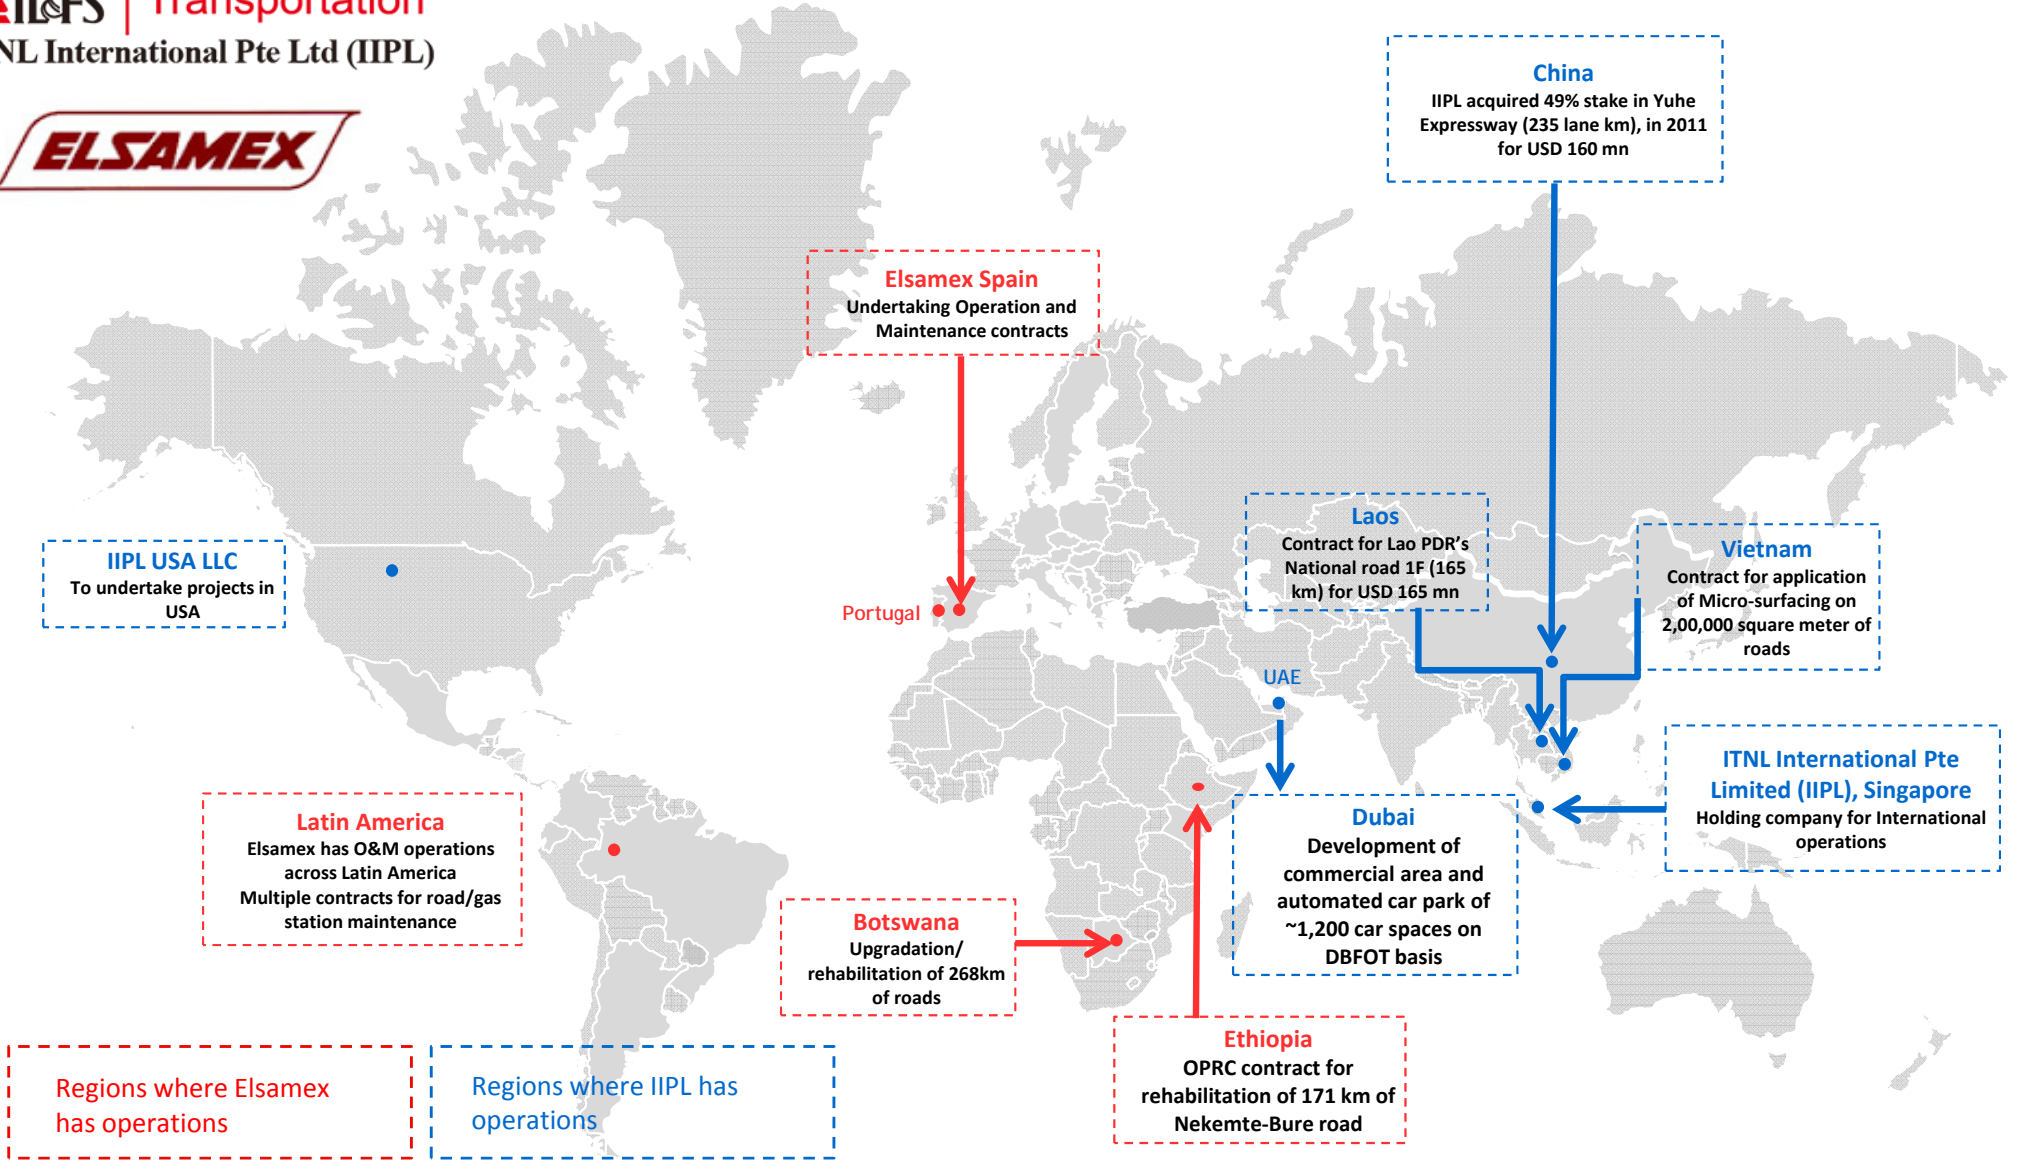 IL&FS Transportation
NL International Pte Ltd (IIPL)
ELSAMEX
China
IIPL acquired 49% stake in Yuhe
Expressway (235 lane km), in 2011
for USD 160 mn
Elsamex Spain
Undertaking Operation and
Maintenance contracts
Laos
Contract for Lao PDR's
National road 1F (165
km) for USD 165 mn
Vietnam
Contract for application
of Micro-surfacing on
2,00,000 square meter of
roads
IIPL USA LLC
To undertake projects in
USA
Portugal
UAE
ITNL International Pte
Limited (IIPL), Singapore
Holding company for International
operations
Latin America
Elsamex has O&M operations
across Latin America
Multiple contracts for road/gas
station maintenance
Dubai
Development of
commercial area and
automated car park of
~1,200 car spaces on
DBFOT basis
Botswana
Upgradation/
rehabilitation of 268km
of roads
Ethiopia
OPRC contract for
rehabilitation of 171 km of
Nekemte-Bure road
Regions where Elsamex
has operations
Regions where IIPL has
operations